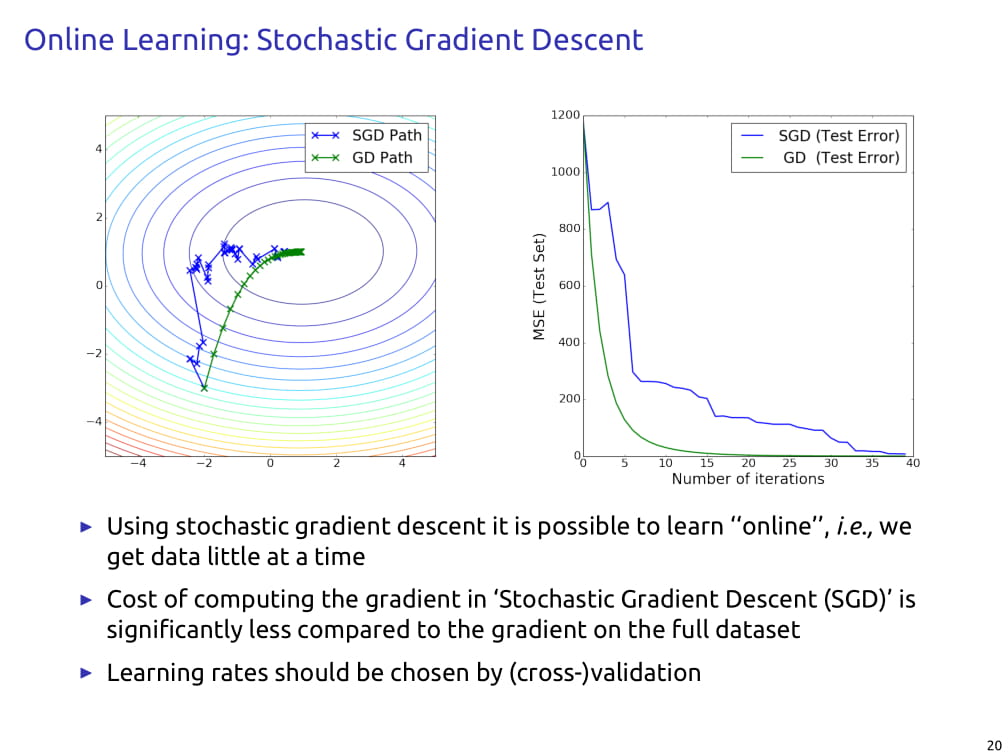 Online Learning: Stochastic Gradient Descent
SGD Path
GD Path
4
2
0
−2
−4
−4
−2
0
2
4
SGD (Test Error)
GD (Test Error)
MSE (Test Set)
1200
1000
800
600
400
200
0
0
5
10
15
20
25
30
35
40
Number of iterations
▶ Using stochastic gradient descent it is possible to learn ‘‘online’’, i.e., we
get data little at a time
▶ Cost of computing the gradient in ‘Stochastic Gradient Descent (SGD)’ is
significantly less compared to the gradient on the full dataset
▶ Learning rates should be chosen by (cross-)validation
20